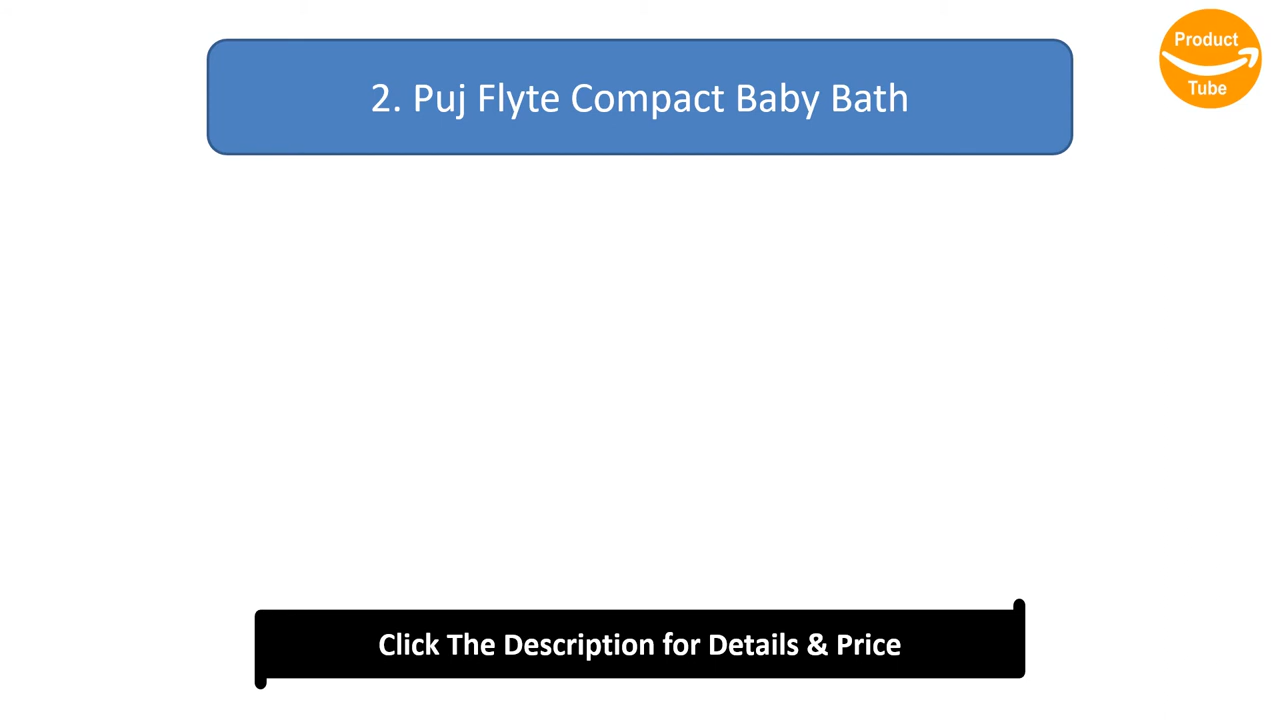 2. Puj Flyte Compact Baby Bath
Product
Tube
Click The Description for Details & Price